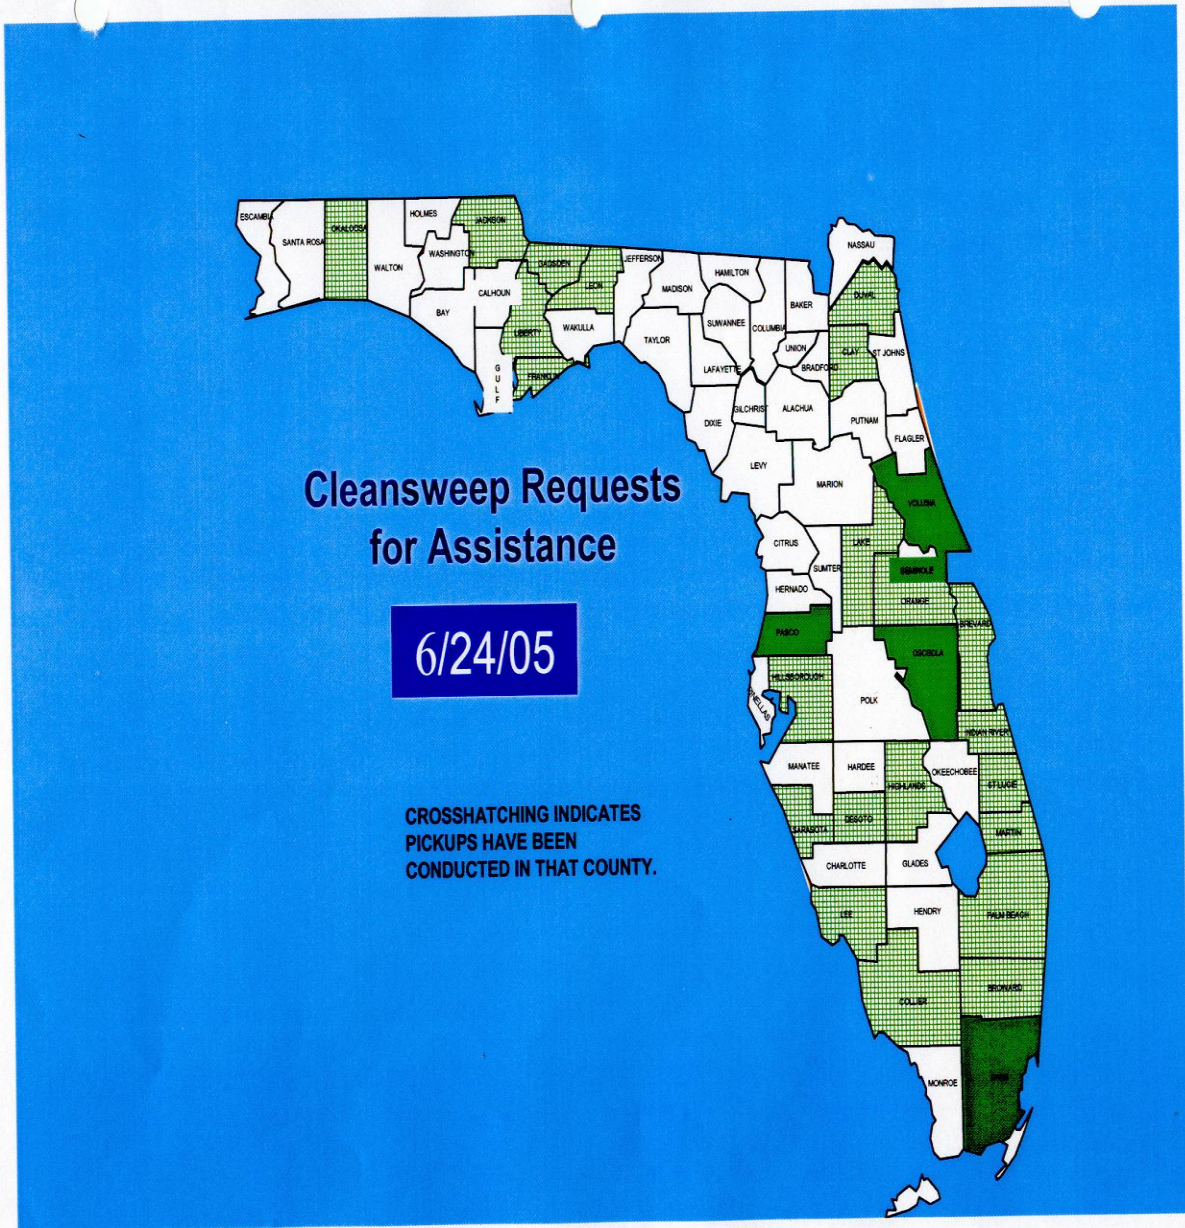 ESCAMBIA
SANTA ROSA
OKALOOSA
WALTON
HOLMES
WASHINGTON
JACKSON
BAY
CALHOUN
GULF
GADSDEN
LIBERTY
FRANKLIN
LEON
WAKULLA
JEFFERSON
MADISON
TAYLOR
HAMILTON
SUWANNEE
LAFAYETTE
DIXIE
COLUMBIA
GILCHRIST
BAKER
UNION
BRADFORD
ALACHUA
LEVY
NASSAU
DUVAL
CLAY
ST JOHNS
PUTNAM
FLAGLER
MARION
VOLUSIA
Cleansweep Requests
for Assistance
6/24/05
CITRUS
SUMTER
LAKE
SEMINOLE
HERNADO
ORANGE
PASCO
BREVARD
OSCEOLA
HILLSBOROUGH
PINELLAS
POLK
INDIAN RIVER
MANATEE
HARDEE
HIGHLANDS
OKEECHOBEE
ST LUCIE
SARASOTA
DESOTO
MARTIN
CROSSHATCHING INDICATES
PICKUPS HAVE BEEN
CONDUCTED IN THAT COUNTY.
CHARLOTTE
GLADES
LEE
HENDRY
PALM BEACH
COLLIER
BROWARD
MONROE